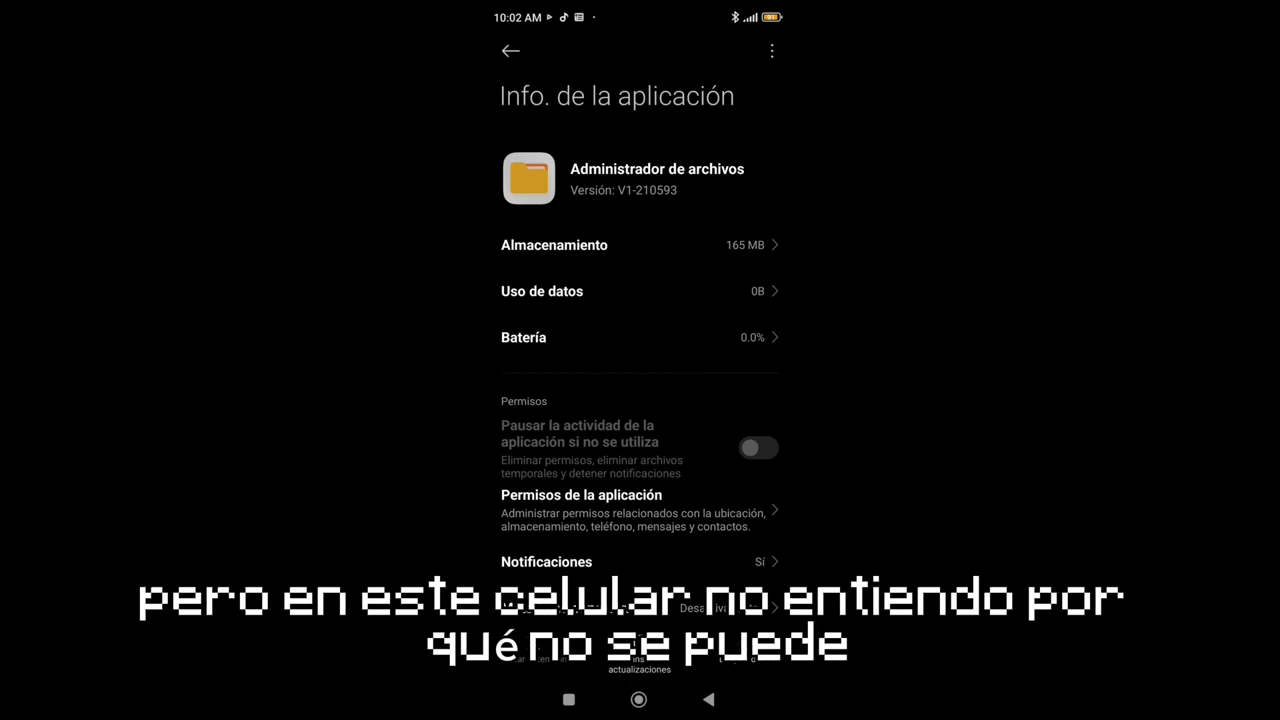 10:02 AM
Info. de la aplicación
Administrador de archivos
Versión: V1-210593
Almacenamiento 165 MB
Uso de datos 0B
Batería 0.0%
Permisos
Pausar la actividad de la
aplicación si no se utiliza
Eliminar permisos, eliminar archivos
temporales y detener notificaciones
Permisos de la aplicación
Administrar permisos relacionados con la ubicación,
almacenamiento, teléfono, mensajes y contactos.
Notificaciones Sí
pero en este celular no entiendo por
qué no se puede
actualizaciones